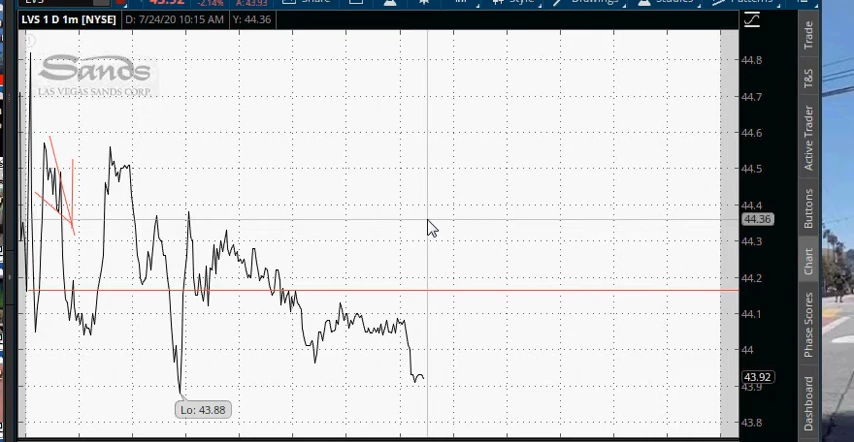 LVS
43.92
-2.14%
A: 43.93
Share
Style
Drawings
Studies
Patterns
LVS 1 D 1m [NYSE]
D: 7/24/20 10:15 AM
Y: 44.36
Sands
LAS VEGAS SANDS CORP.
44.8
44.7
44.6
44.5
44.4
44.36
44.3
44.2
44.1
44
43.92
43.9
43.8
Lo: 43.88
Trade
T&S
Active Trader
Buttons
Chart
Phase Scores
Dashboard